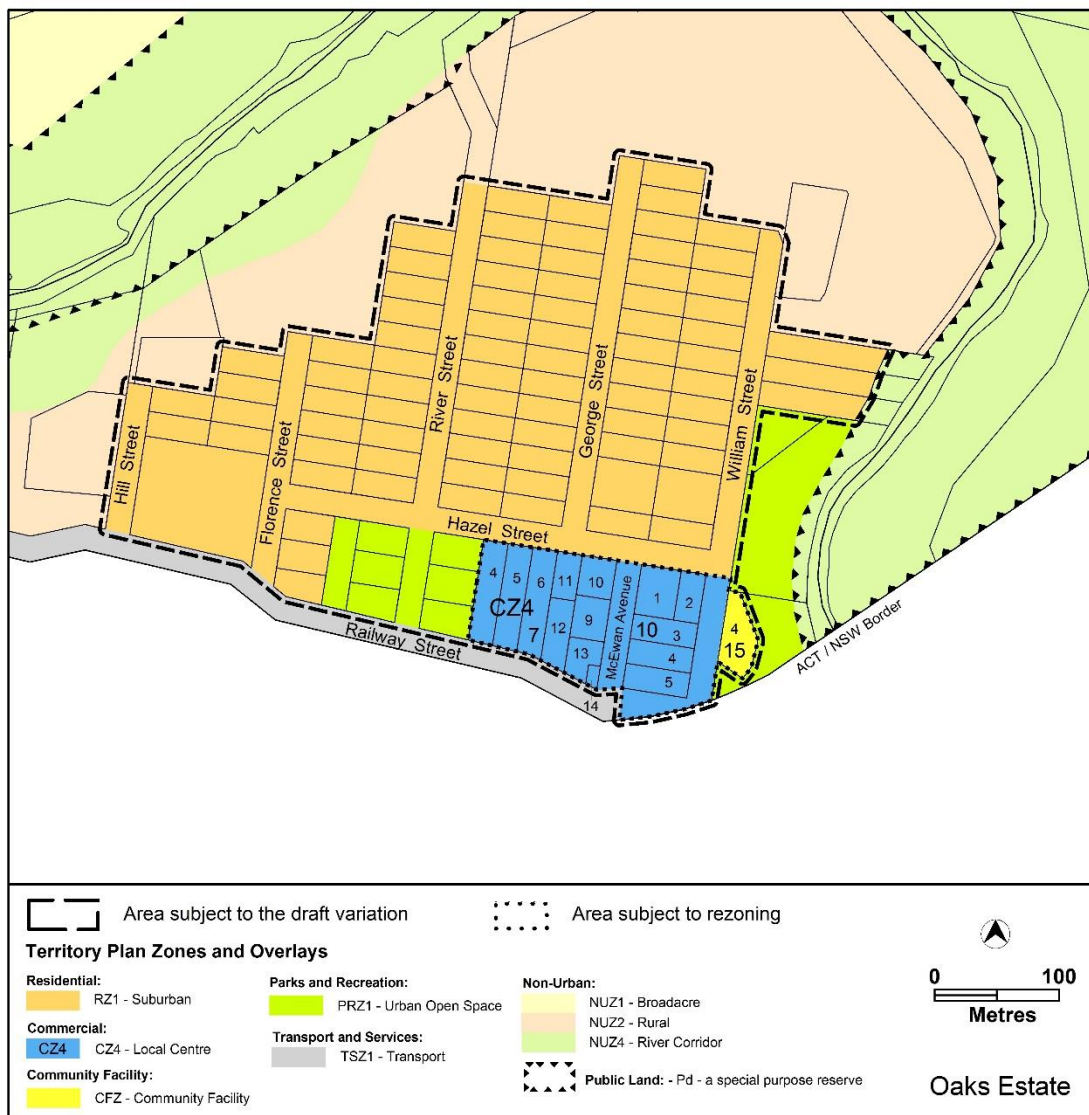 River Street
George Street
William Street
Hill Street
Florence Street
Hazel Street
4
5
6
11
10
McEwan Avenue
1
2
CZ4
7
12
9
10
3
13
4
5
4
15
Railway Street
14
ACT / NSW Border
Area subject to the draft variation
Area subject to rezoning
Territory Plan Zones and Overlays
Residential:
RZ1 - Suburban
Commercial:
CZ4
CZ4 - Local Centre
Community Facility:
CFZ - Community Facility
Parks and Recreation:
PRZ1 - Urban Open Space
Transport and Services:
TSZ1 - Transport
Non-Urban:
NUZ1 - Broadacre
NUZ2 - Rural
NUZ4 - River Corridor
Public Land: - Pd - a special purpose reserve
0 100
Metres
Oaks Estate